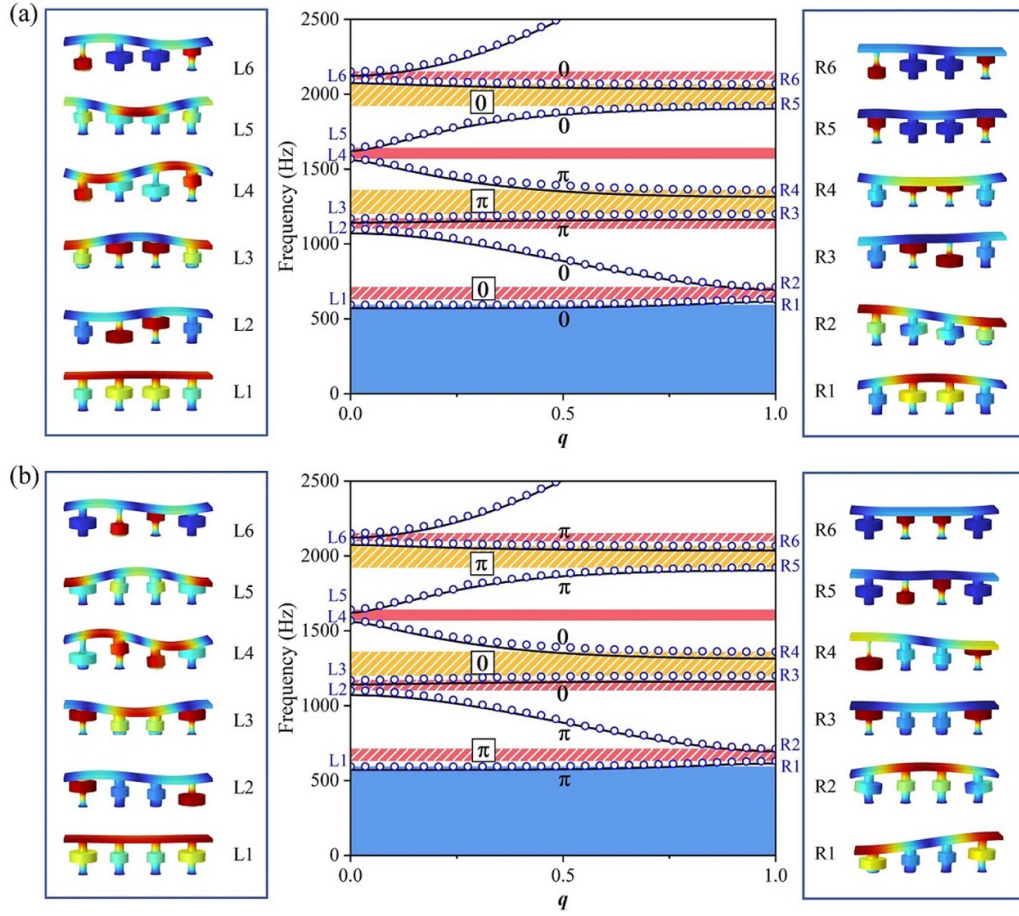 (a)
L6
L5
L4
L3
L2
L1
2500
2000
1500
1000
500
0
Frequency (Hz)
L6
L5
L4
L3
L2
L1
0
0
0
π
π
π
0
0
0
R6
R5
R4
R3
R2
R1
0.0
0.5
1.0
q
R6
R5
R4
R3
R2
R1
(b)
L6
L5
L4
L3
L2
L1
2500
2000
1500
1000
500
0
Frequency (Hz)
L6
L5
L4
L3
L2
L1
π
π
π
0
0
0
π
π
π
R6
R5
R4
R3
R2
R1
0.0
0.5
1.0
q
R6
R5
R4
R3
R2
R1